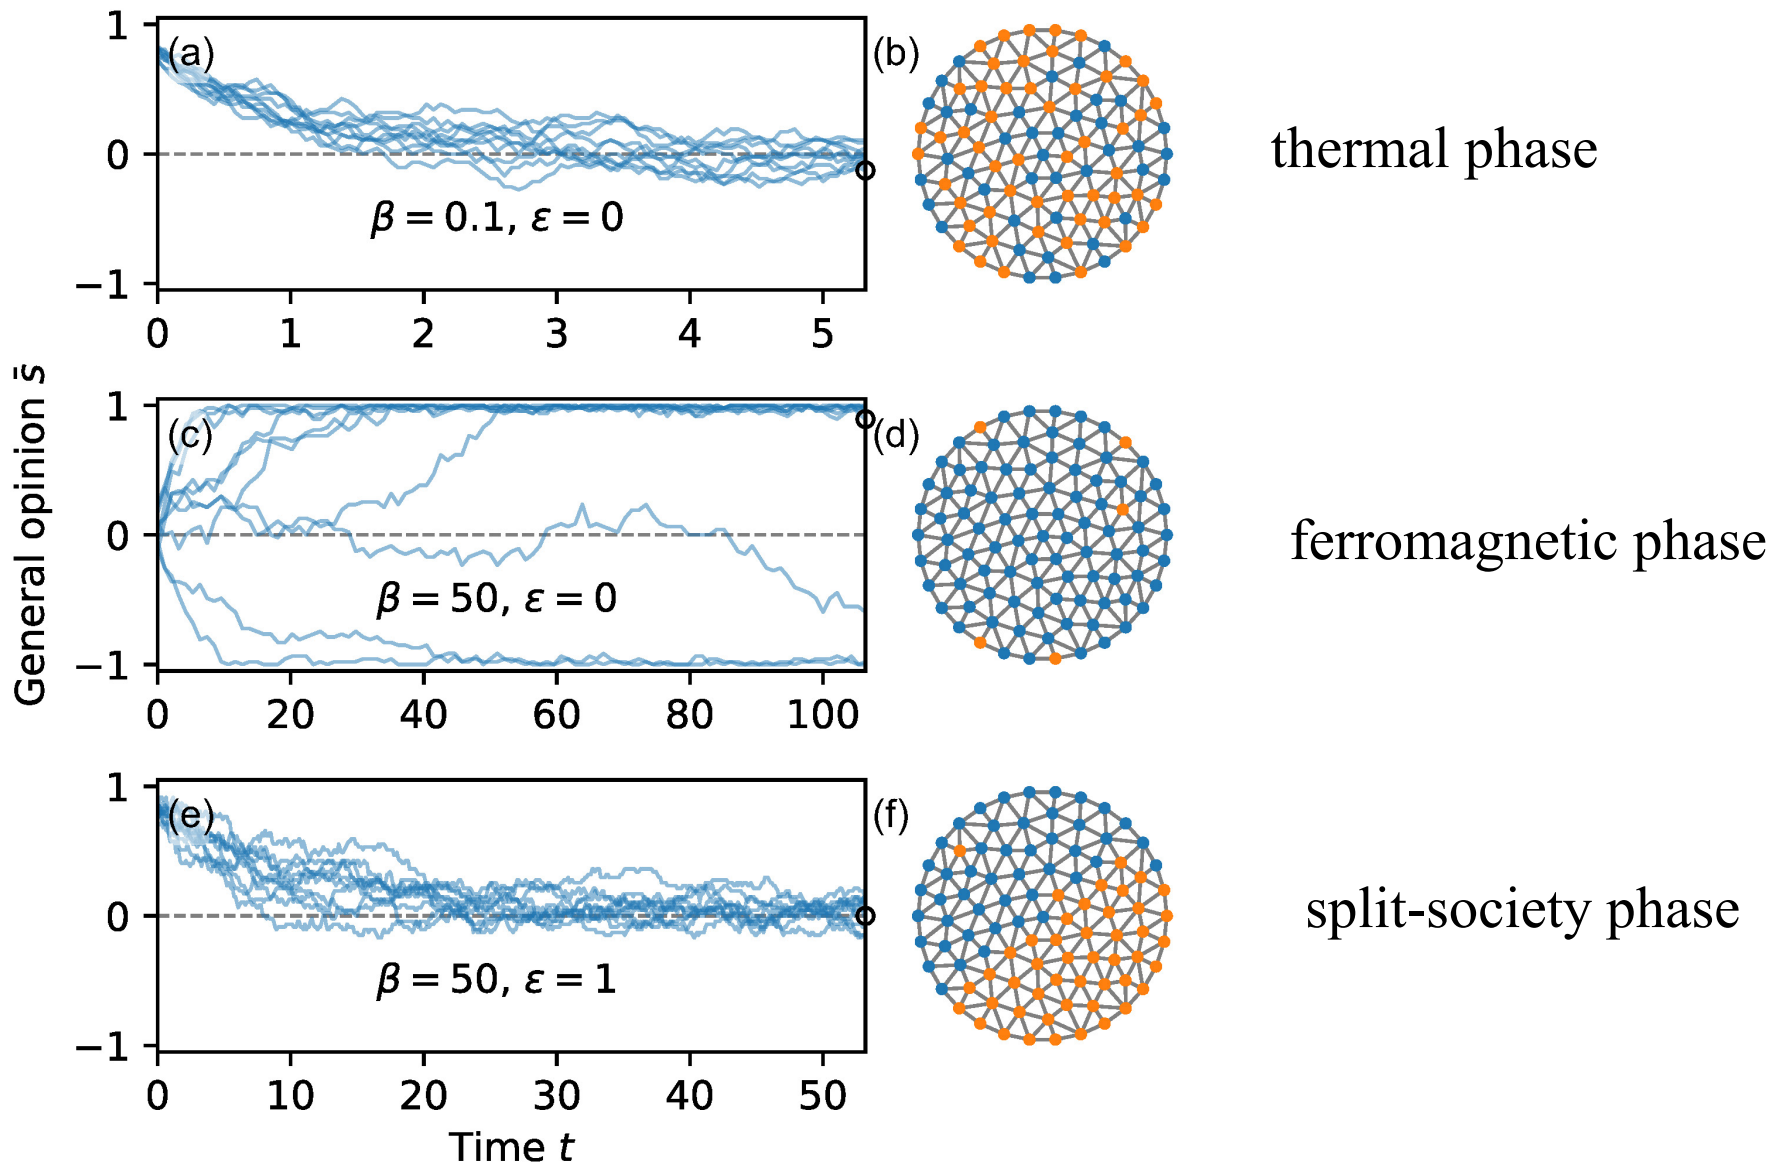 General opinion s̄
1
0
−1
(a)
β = 0.1, ε = 0
0 1 2 3 4 5
(b)
thermal phase
1
0
−1
(c)
β = 50, ε = 0
0 20 40 60 80 100
(d)
ferromagnetic phase
1
0
−1
(e)
β = 50, ε = 1
0 10 20 30 40 50
(f)
split-society phase
Time t